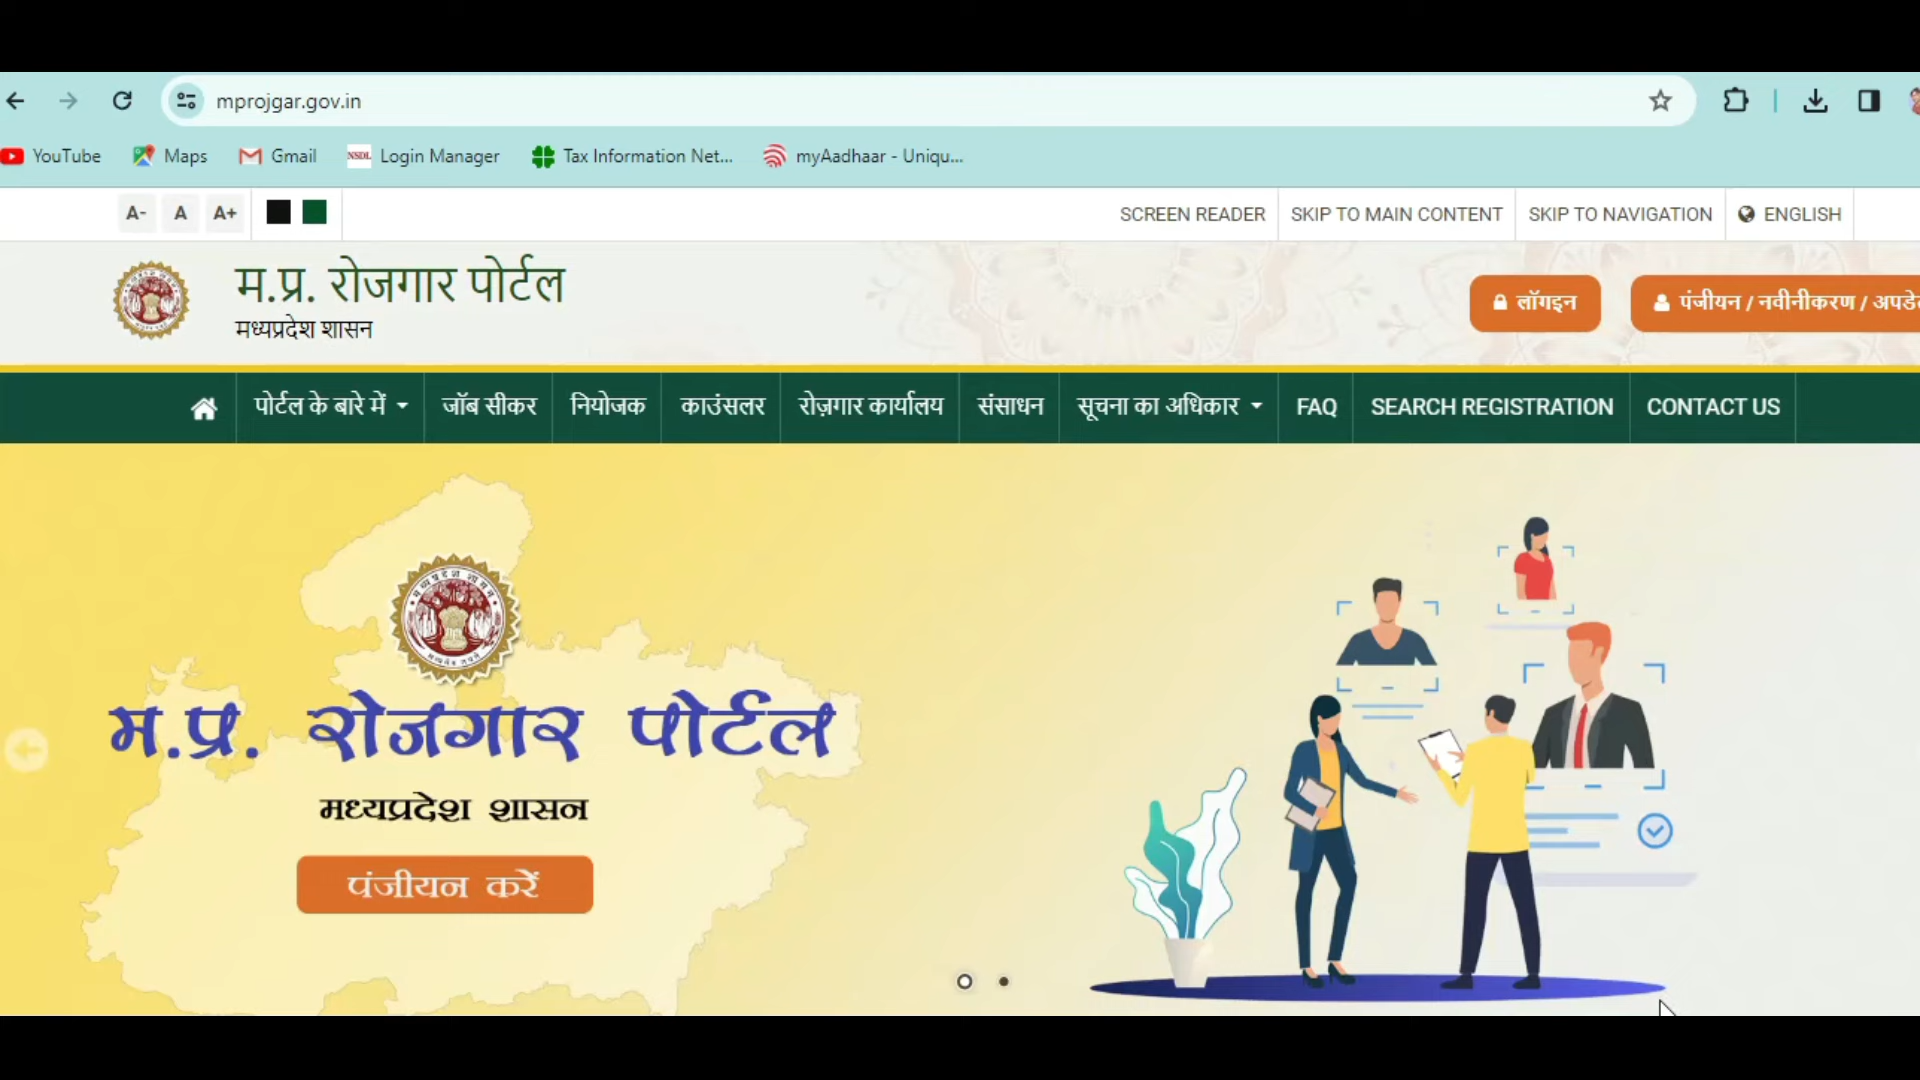 mprojgar.gov.in
YouTube Maps Gmail NSDL Login Manager Tax Information Net... myAadhaar - Uniqu...
A- A A+ SCREEN READER SKIP TO MAIN CONTENT SKIP TO NAVIGATION ENGLISH
म.प्र. रोजगार पोर्टल
मध्यप्रदेश शासन
लॉगइन पंजीयन / नवीनीकरण / अपडे
पोर्टल के बारे में जॉब सीकर नियोजक काउंसलर रोज़गार कार्यालय संसाधन सूचना का अधिकार FAQ SEARCH REGISTRATION CONTACT US
म.प्र. रोजगार पोर्टल
मध्यप्रदेश शासन
पंजीयन करें